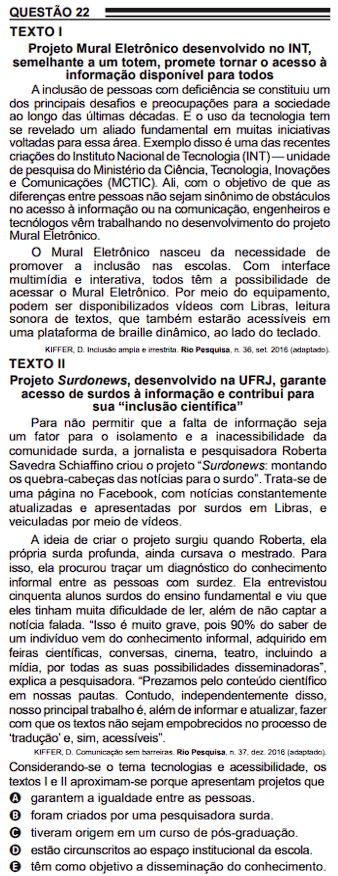 QUESTÃO 22
TEXTO I
Projeto Mural Eletrônico desenvolvido no INT,
semelhante a um totem, promete tornar o acesso à
informação disponível para todos
A inclusão de pessoas com deficiência se constituiu um
dos principais desafios e preocupações para a sociedade
ao longo das últimas décadas. E o uso da tecnologia tem
se revelado um aliado fundamental em muitas iniciativas
voltadas para essa área. Exemplo disso é uma das recentes
criações do Instituto Nacional de Tecnologia (INT) — unidade
de pesquisa do Ministério da Ciência, Tecnologia, Inovações
e Comunicações (MCTIC). Ali, com o objetivo de que as
diferenças entre pessoas não sejam sinônimo de obstáculos
no acesso à informação ou na comunicação, engenheiros e
tecnólogos vêm trabalhando no desenvolvimento do projeto
Mural Eletrônico.
O Mural Eletrônico nasceu da necessidade de
promover a inclusão nas escolas. Com interface
multimídia e interativa, todos têm a possibilidade de
acessar o Mural Eletrônico. Por meio do equipamento,
podem ser disponibilizados vídeos com Libras, leitura
sonora de textos, que também estarão acessíveis em
uma plataforma de braille dinâmico, ao lado do teclado.
KIFFER, D. Inclusão ampla e irrestrita. Rio Pesquisa, n. 36, set. 2016 (adaptado).
TEXTO II
Projeto Surdonews, desenvolvido na UFRJ, garante
acesso de surdos à informação e contribui para
sua “inclusão científica”
Para não permitir que a falta de informação seja
um fator para o isolamento e a inacessibilidade da
comunidade surda, a jornalista e pesquisadora Roberta
Savedra Schiaffino criou o projeto “Surdonews: montando
os quebra-cabeças das notícias para o surdo”. Trata-se de
uma página no Facebook, com notícias constantemente
atualizadas e apresentadas por surdos em Libras, e
veiculadas por meio de vídeos.
A ideia de criar o projeto surgiu quando Roberta, ela
própria surda profunda, ainda cursava o mestrado. Para
isso, ela procurou traçar um diagnóstico do conhecimento
informal entre as pessoas com surdez. Ela entrevistou
cinquenta alunos surdos do ensino fundamental e viu que
eles tinham muita dificuldade de ler, além de não captar a
notícia falada. “Isso é muito grave, pois 90% do saber de
um indivíduo vem do conhecimento informal, adquirido em
feiras científicas, conversas, cinema, teatro, incluindo a
mídia, por todas as suas possibilidades disseminadoras”,
explica a pesquisadora. “Prezamos pelo conteúdo científico
em nossas pautas. Contudo, independentemente disso,
nosso principal trabalho é, além de informar e atualizar, fazer
com que os textos não sejam empobrecidos no processo de
‘tradução’ e, sim, acessíveis”.
KIFFER, D. Comunicação sem barreiras. Rio Pesquisa, n. 37, dez. 2016 (adaptado).
Considerando-se o tema tecnologias e acessibilidade, os
textos I e II aproximam-se porque apresentam projetos que
A garantem a igualdade entre as pessoas.
B foram criados por uma pesquisadora surda.
C tiveram origem em um curso de pós-graduação.
D estão circunscritos ao espaço institucional da escola.
E têm como objetivo a disseminação do conhecimento.